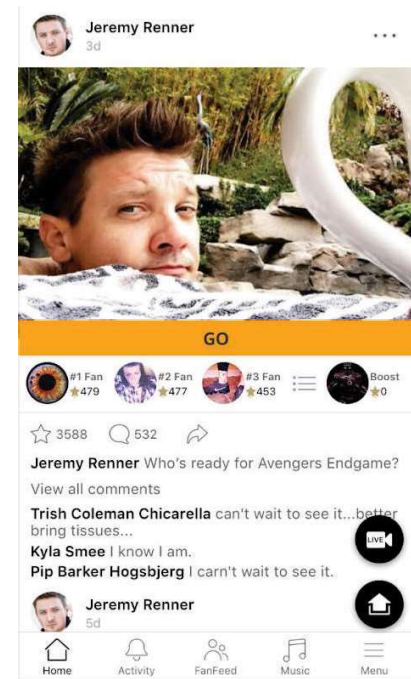 Jeremy Renner
3d
GO
#1 Fan
479
#2 Fan
477
#3 Fan
453
Boost
0
3588 532
Jeremy Renner Who's ready for Avengers Endgame?
View all comments
Trish Coleman Chicarella can't wait to see it...better
bring tissues...
Kyla Smee I know I am.
Pip Barker Hogsbjerg I carn't wait to see it.
LIVE
Jeremy Renner
5d
Home Activity FanFeed Music Menu